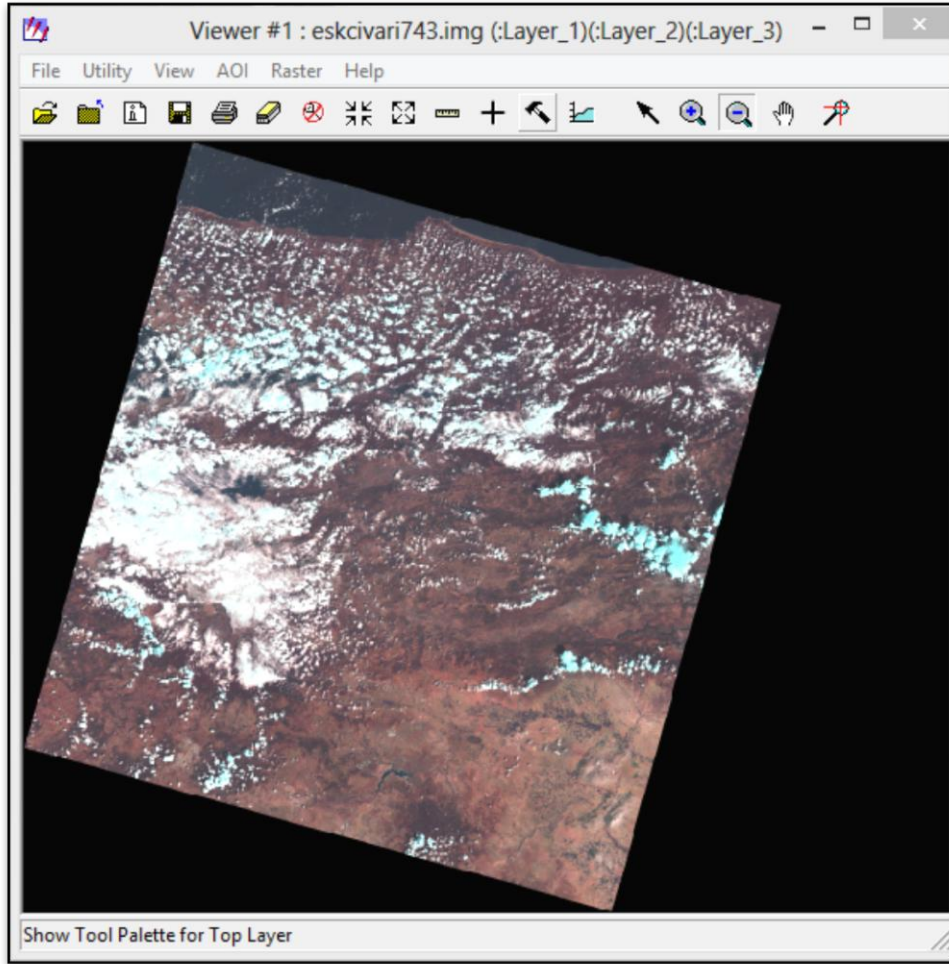 Viewer #1 : eskcivari743.img (:Layer_1)(:Layer_2)(:Layer_3)
File Utility View AOI Raster Help
Show Tool Palette for Top Layer